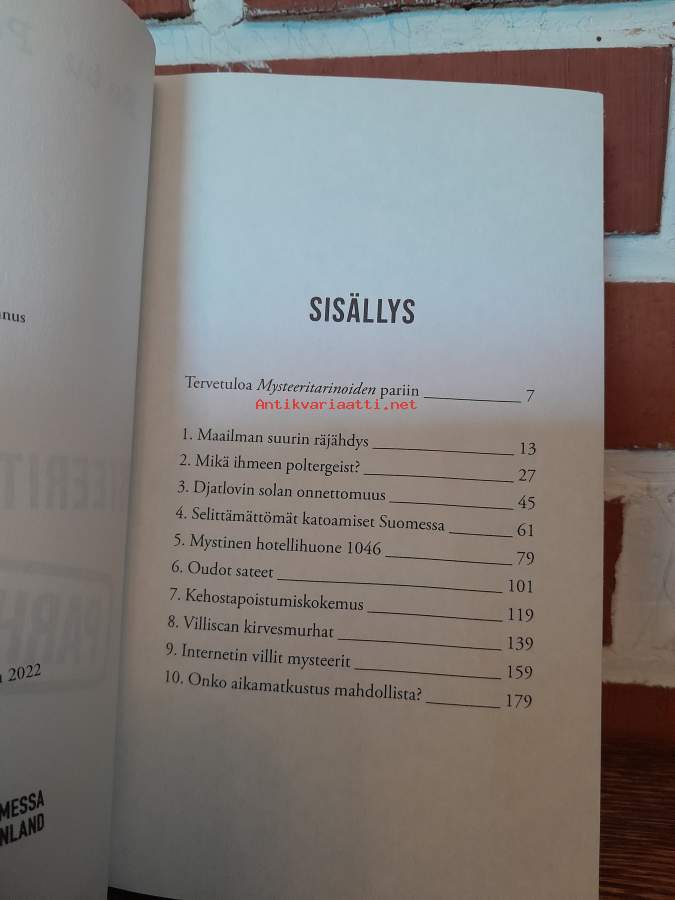 SISÄLLYS
Tervetuloa Mysteeritarinoiden pariin 7
Antikvariaatti.net
1. Maailman suurin räjähdys 13
2. Mikä ihmeen poltergeist? 27
3. Djatlovin solan onnettomuus 45
4. Selittämättömät katoamiset Suomessa 61
5. Mystinen hotellihuone 1046 79
6. Oudot sateet 101
7. Kehostapoistumiskokemus 119
8. Villiscan kirvesmurhat 139
9. Internetin villit mysteerit 159
10. Onko aikamatkustus mahdollista? 179
2022